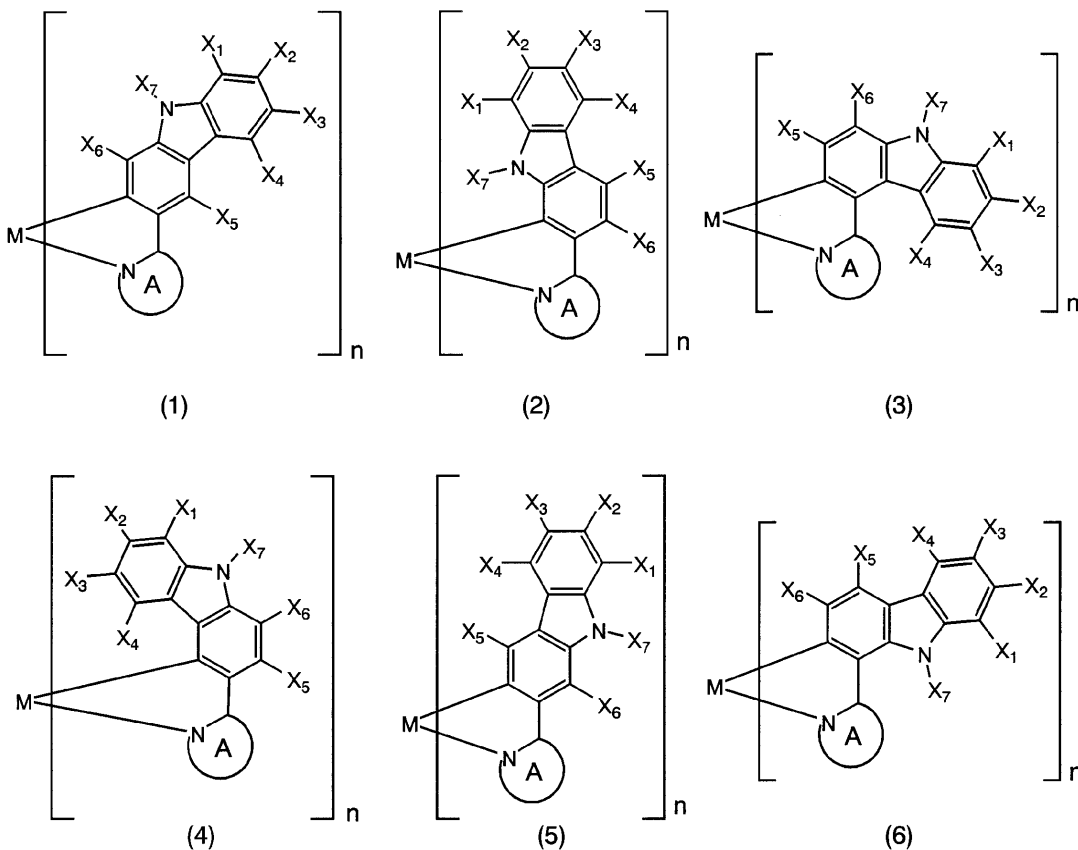 X1 X2 X3 X4 X5 X6 X7 N M N A n
(1)
X2 X3 X1 X4 N X7 X5 X6 M N A n
(2)
X6 X7 X5 N X1 X2 M N A X4 X3 n
(3)
X2 X1 X7 X3 N X4 X6 X5 M N A n
(4)
X3 X2 X4 X1 X5 N X7 X6 M N A n
(5)
X5 X4 X3 X6 X2 N X1 X7 M N A n
(6)